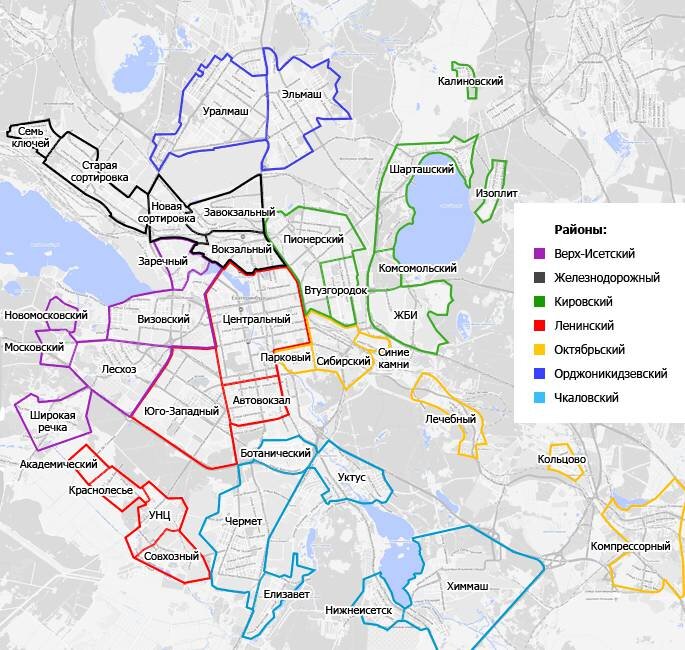 Калиновский
Эльмаш
Уралмаш
Семь
ключей
Старая
сортировка
Шарташский
Изоплит
Новая
сортировка
Завокзальный
Пионерский
Вокзальный
Заречный
Комсомольский
Втузгородок
Новомосковский
Визовский
Центральный
ЖБИ
Московский
Лесхоз
Парковый
Сибирский
Синие
камни
Автовокзал
Юго-Западный
Широкая
речка
Лечебный
Ботанический
Академический
Кольцово
Краснолесье
Уктус
УНЦ
Чермет
Компрессорный
Совхозный
Химмаш
Елизавет
Нижнеисетск
Районы:
Верх-Исетский
Железнодорожный
Кировский
Ленинский
Октябрьский
Орджоникидзевский
Чкаловский